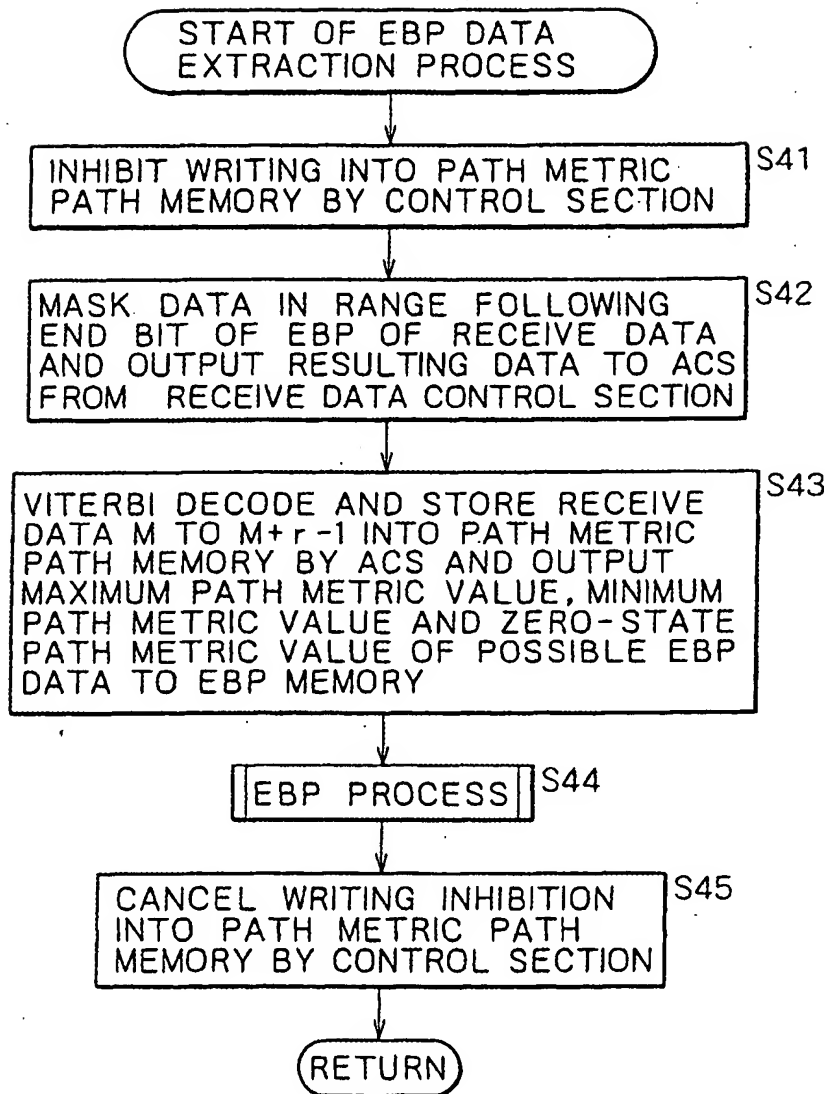 START OF EBP DATA
EXTRACTION PROCESS
S41
INHIBIT WRITING INTO PATH METRIC
PATH MEMORY BY CONTROL SECTION
S42
MASK DATA IN RANGE FOLLOWING
END BIT OF EBP OF RECEIVE DATA
AND OUTPUT RESULTING DATA TO ACS
FROM RECEIVE DATA CONTROL SECTION
S43
VITERBI DECODE AND STORE RECEIVE
DATA M TO M+r-1 INTO PATH METRIC
PATH MEMORY BY ACS AND OUTPUT
MAXIMUM PATH METRIC VALUE, MINIMUM
PATH METRIC VALUE AND ZERO-STATE
PATH METRIC VALUE OF POSSIBLE EBP
DATA TO EBP MEMORY
EBP PROCESS S44
S45
CANCEL WRITING INHIBITION
INTO PATH METRIC PATH
MEMORY BY CONTROL SECTION
RETURN